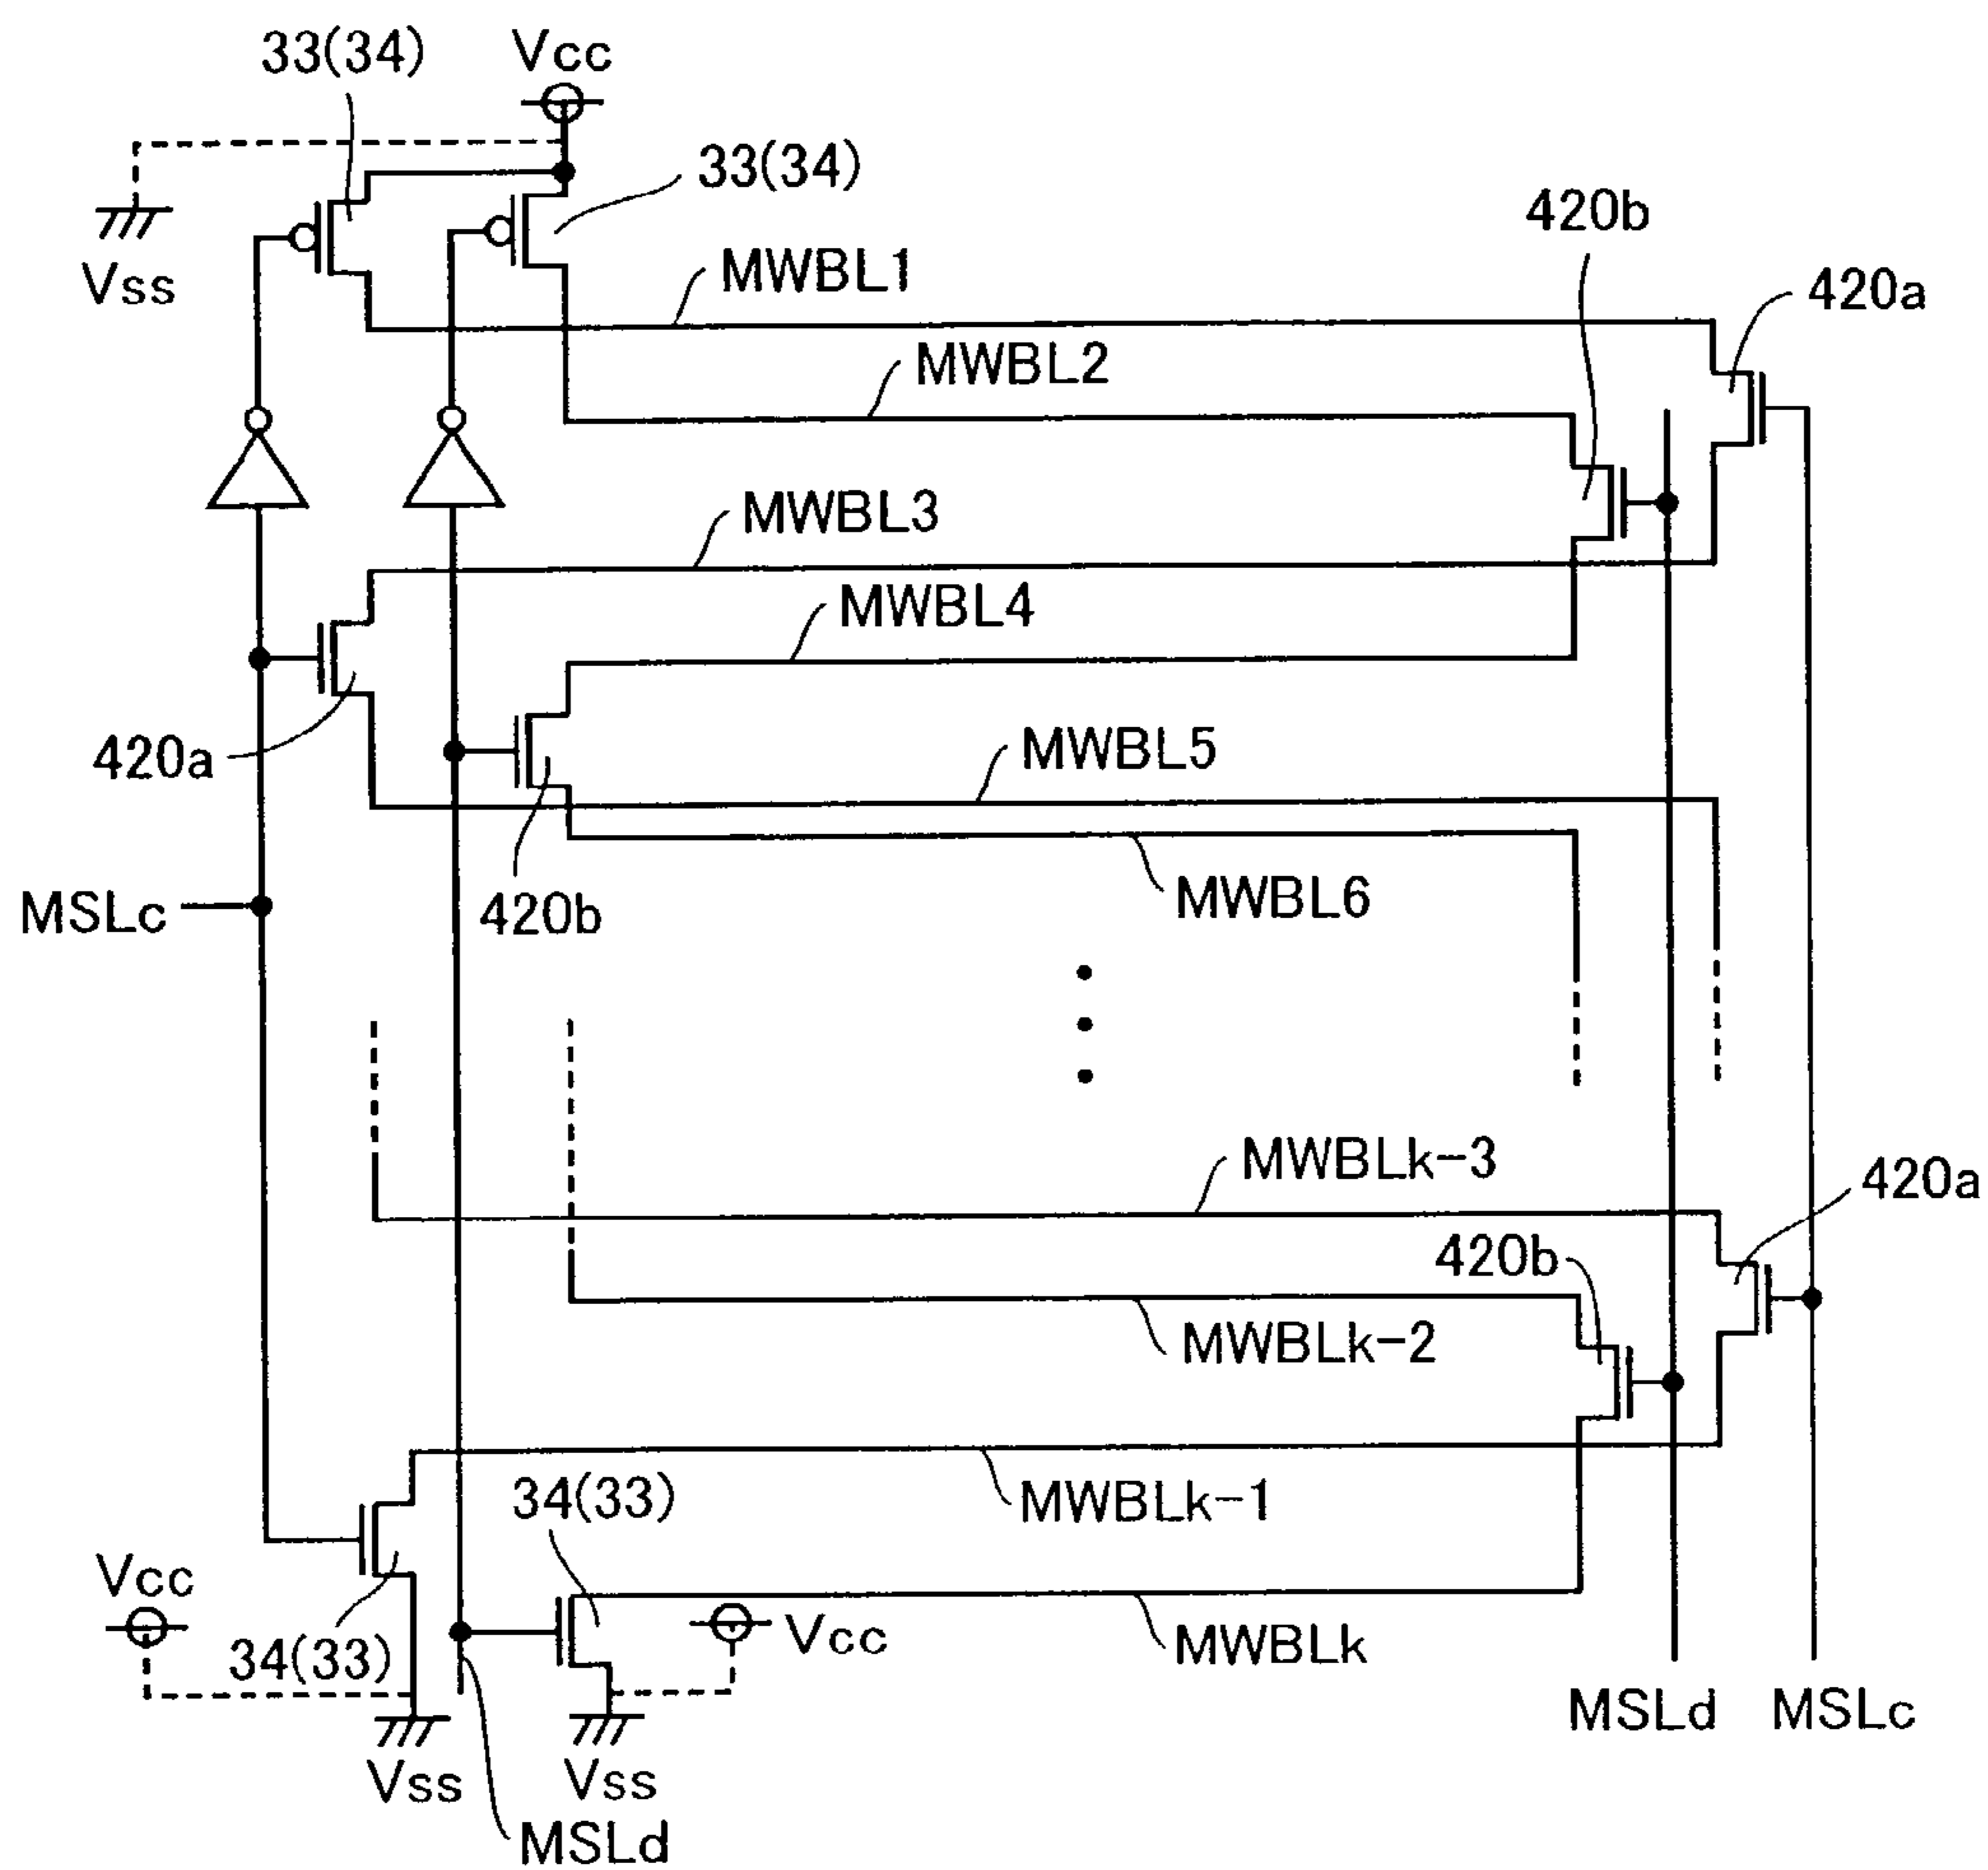 33(34)
Vcc
33(34)
420b
Vss
MWBL1
420a
MWBL2
MWBL3
MWBL4
420a
MWBL5
MSLc
420b
MWBL6
MWBLk-3
420a
420b
MWBLk-2
34(33)
MWBLk-1
Vcc
34(33)
Vcc
MWBLk
MSLd
MSLc
Vss
Vss
MSLd